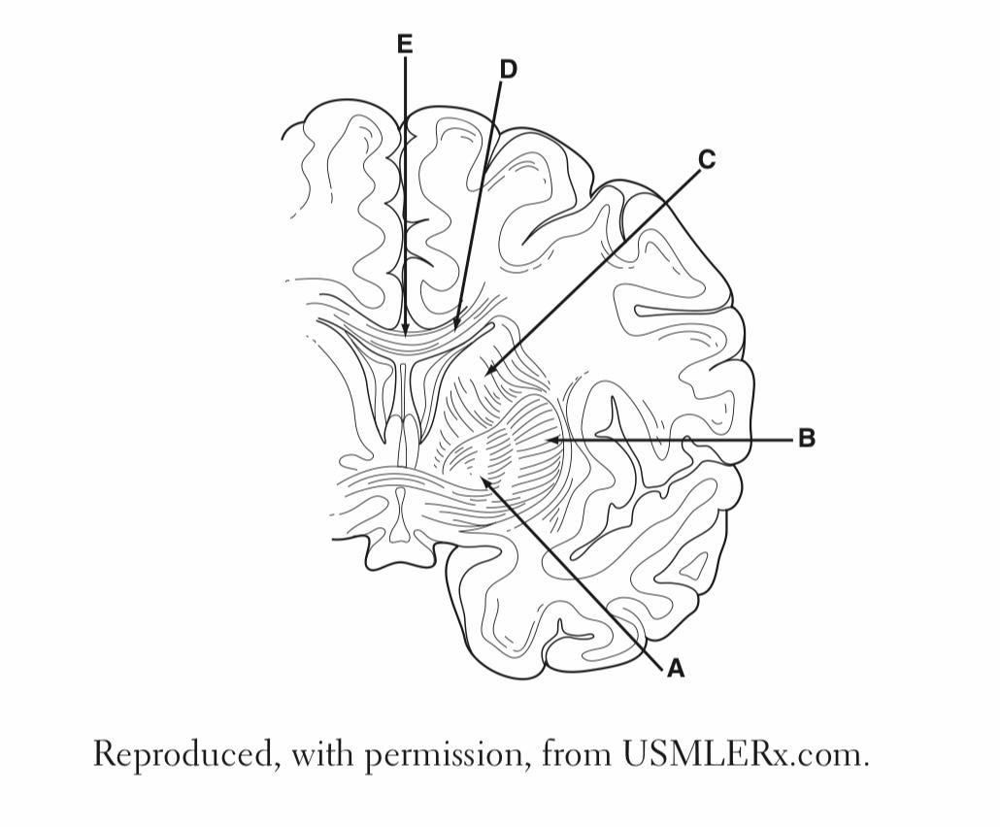 E
D
C
B
A
Reproduced, with permission, from USMLERx.com.